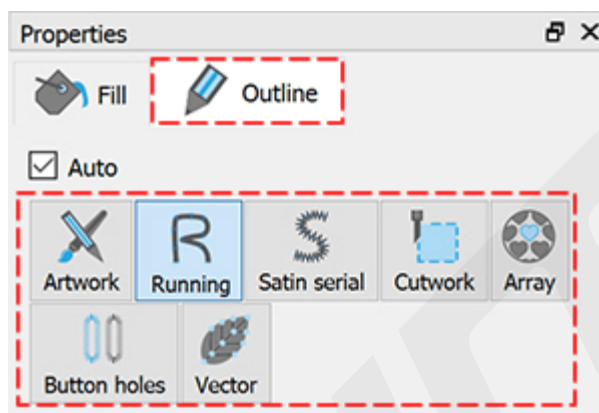 Properties
Fill Outline
Auto
Artwork Running Satin serial Cutwork Array
Button holes Vector